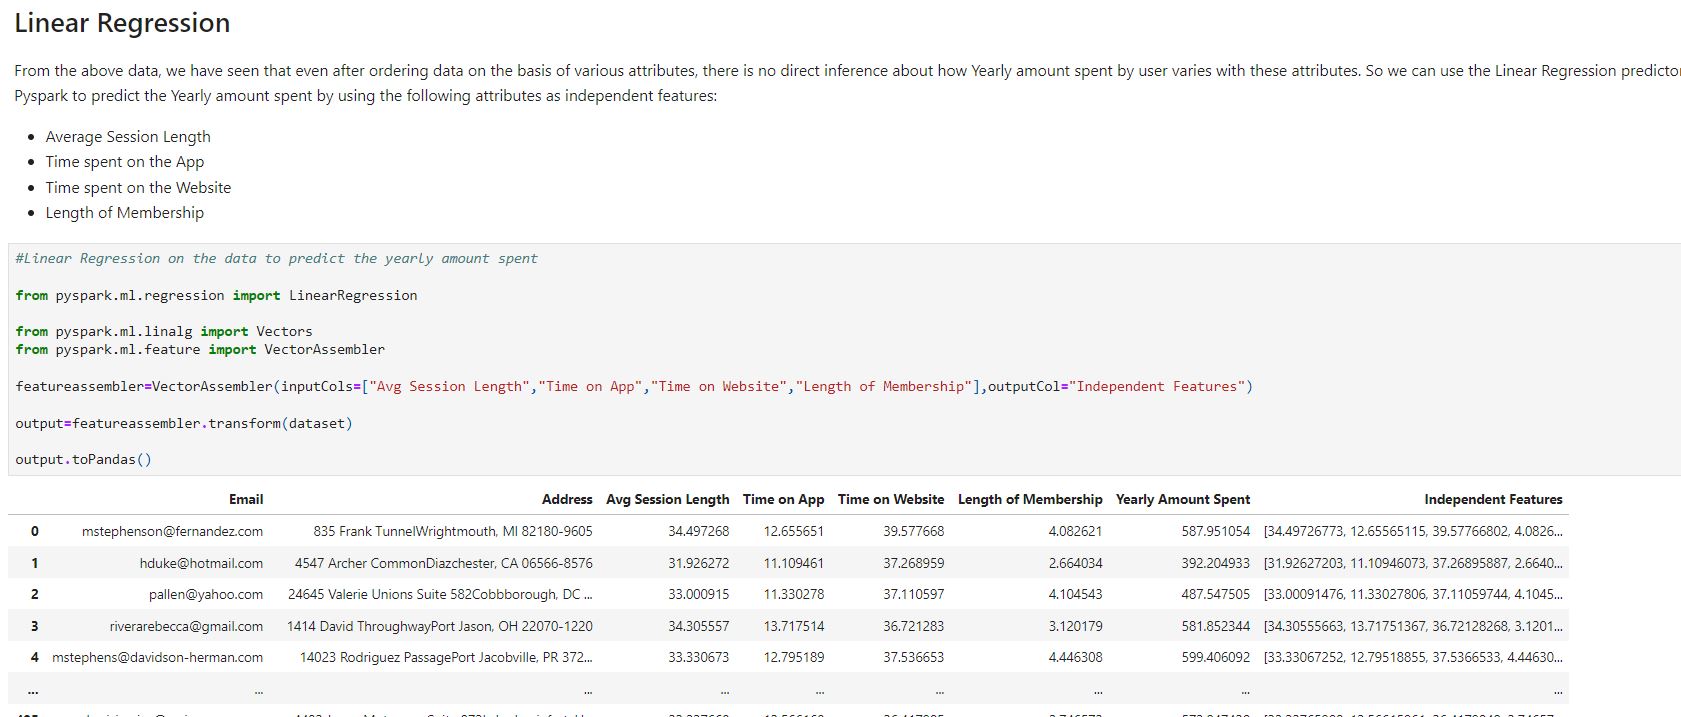 Linear Regression
From the above data, we have seen that even after ordering data on the basis of various attributes, there is no direct inference about how Yearly amount spent by user varies with these attributes. So we can use the Linear Regression predicto
Pyspark to predict the Yearly amount spent by using the following attributes as independent features:
• Average Session Length
• Time spent on the App
• Time spent on the Website
• Length of Membership
#Linear Regression on the data to predict the yearly amount spent
from pyspark.ml.regression import LinearRegression
from pyspark.ml.linalg import Vectors
from pyspark.ml.feature import VectorAssembler
featureassembler=VectorAssembler(inputCols=["Avg Session Length","Time on App","Time on Website","Length of Membership"],outputCol="Independent Features")
output=featureassembler.transform(dataset)
output.toPandas()
Email Address Avg Session Length Time on App Time on Website Length of Membership Yearly Amount Spent Independent Features
0 mstephenson@fernandez.com 835 Frank TunnelWrightmouth, MI 82180-9605 34.497268 12.655651 39.577668 4.082621 587.951054 [34.49726773, 12.65565115, 39.57766802, 4.0826...
1 hduke@hotmail.com 4547 Archer CommonDiazchester, CA 06566-8576 31.926272 11.109461 37.268959 2.664034 392.204933 [31.92627203, 11.10946073, 37.26895887, 2.6640...
2 pallen@yahoo.com 24645 Valerie Unions Suite 582Cobbborough, DC ... 33.000915 11.330278 37.110597 4.104543 487.547505 [33.00091476, 11.33027806, 37.11059744, 4.1045...
3 riverarebecca@gmail.com 1414 David ThroughwayPort Jason, OH 22070-1220 34.305557 13.717514 36.721283 3.120179 581.852344 [34.30555663, 13.71751367, 36.72128268, 3.1201...
4 mstephens@davidson-herman.com 14023 Rodriguez PassagePort Jacobville, PR 372... 33.330673 12.795189 37.536653 4.446308 599.406092 [33.33067252, 12.79518855, 37.5366533, 4.44630...
... ... ... ... ... ... ... ... ...